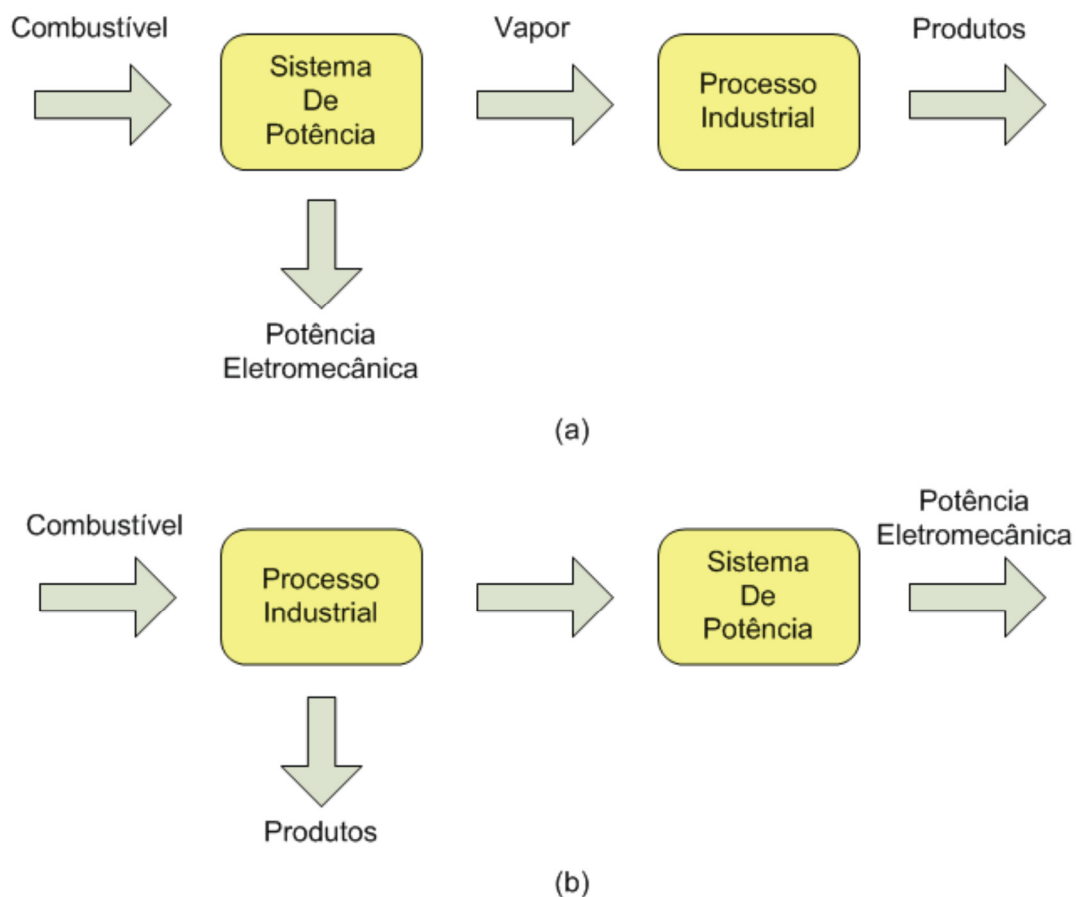 Combustível
Sistema
De
Potência
Vapor
Processo
Industrial
Produtos
Potência
Eletromecânica
(a)
Combustível
Processo
Industrial
Sistema
De
Potência
Potência
Eletromecânica
Produtos
(b)